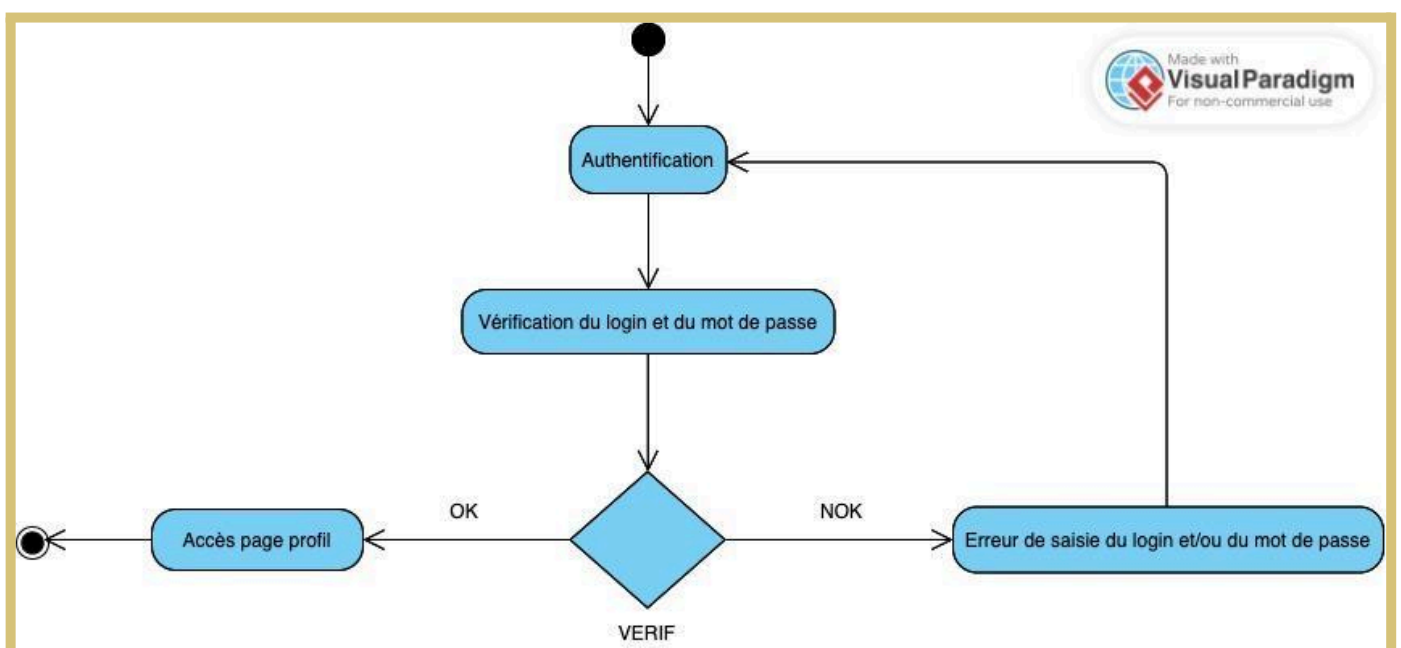 Made with
Visual Paradigm
For non-commercial use
Authentification
Vérification du login et du mot de passe
OK
NOK
Accès page profil
Erreur de saisie du login et/ou du mot de passe
VERIF